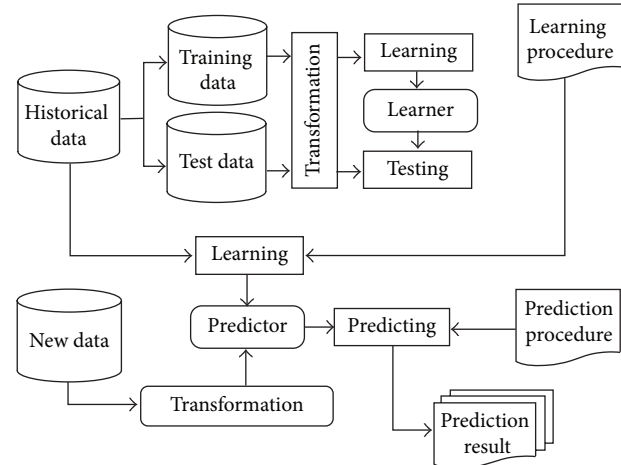 Training
data
Learning
Learning
procedure
Historical
data
Transformation
Learner
Test data
Testing
Learning
New data
Predictor
Predicting
Prediction
procedure
Transformation
Prediction
result